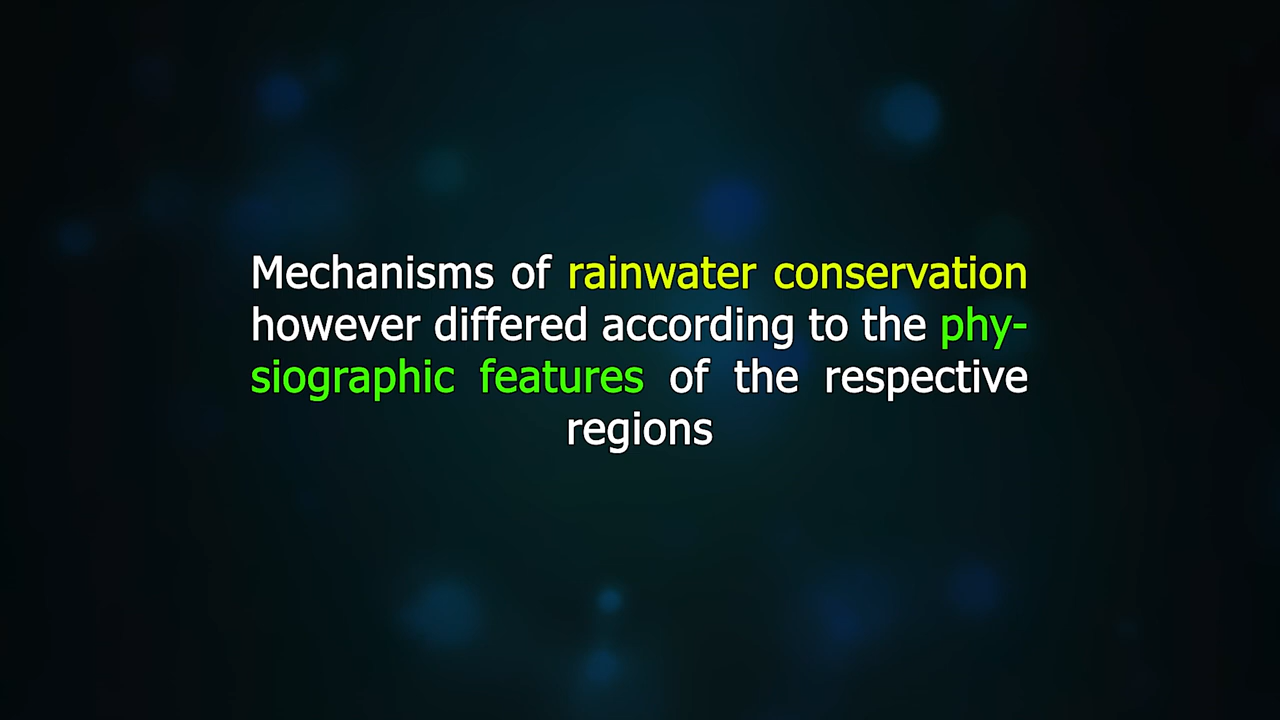 Mechanisms of rainwater conservation
however differed according to the phy-
siographic features of the respective
regions